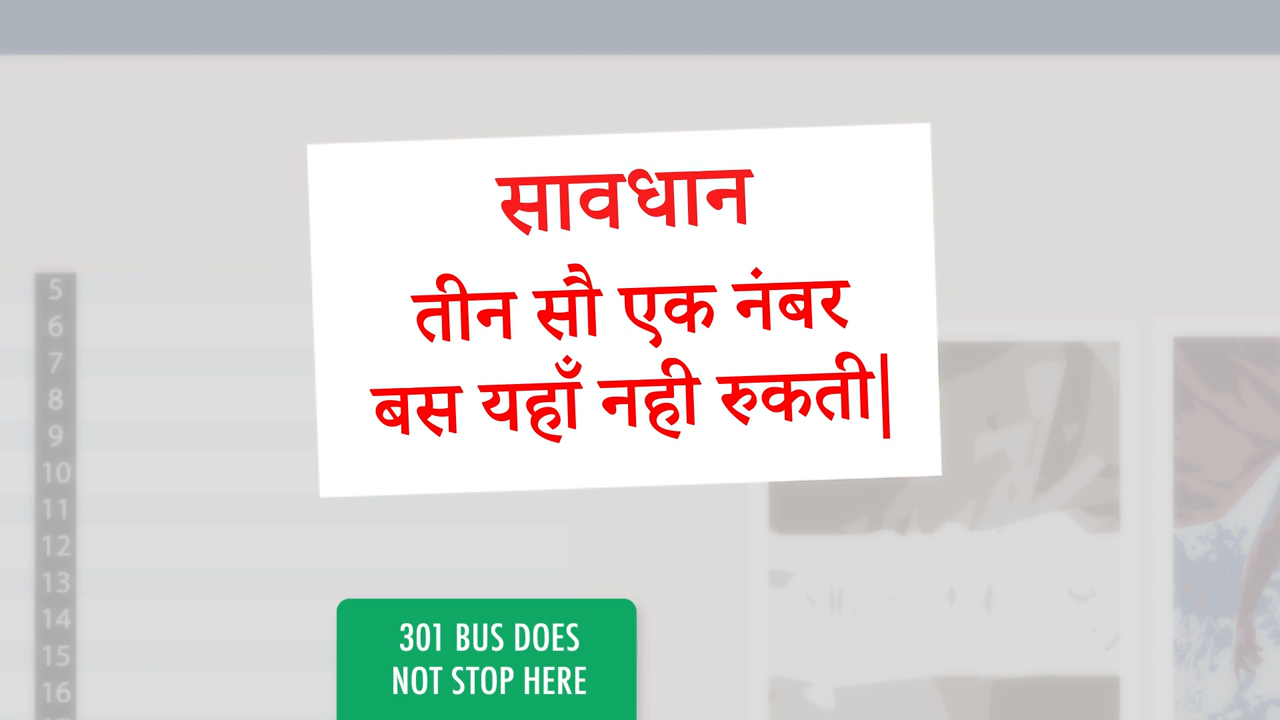 सावधान
तीन सौ एक नंबर
बस यहाँ नही रुकती|
5
6
7
8
9
10
11
12
13
14
15
16
301 BUS DOES
NOT STOP HERE